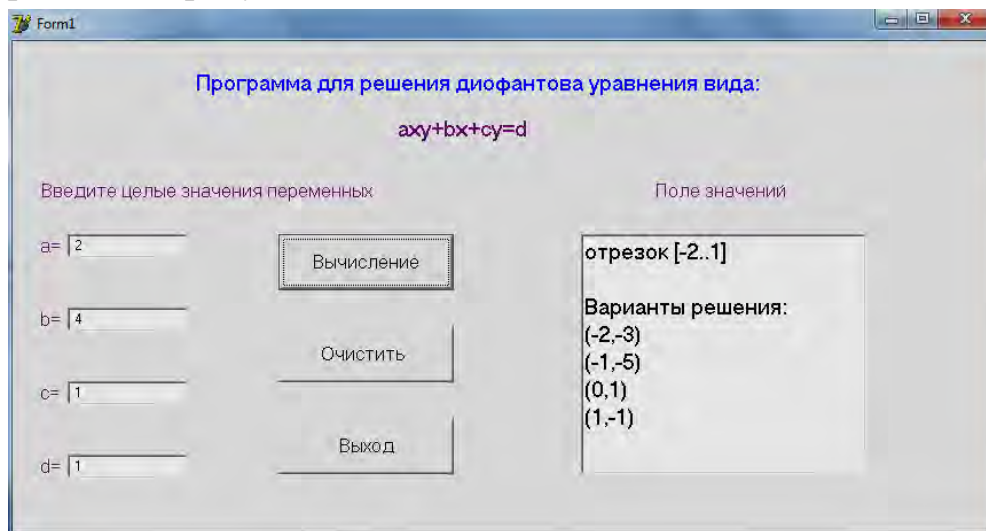 Form1
Программа для решения диофантова уравнения вида:
axy+bx+cy=d
Введите целые значения переменных
Поле значений
a= 2
Вычисление
отрезок [-2..1]
Варианты решения:
b= 4
(-2,-3)
Очистить
(-1,-5)
c= 1
(0,1)
(1,-1)
Выход
d= 1